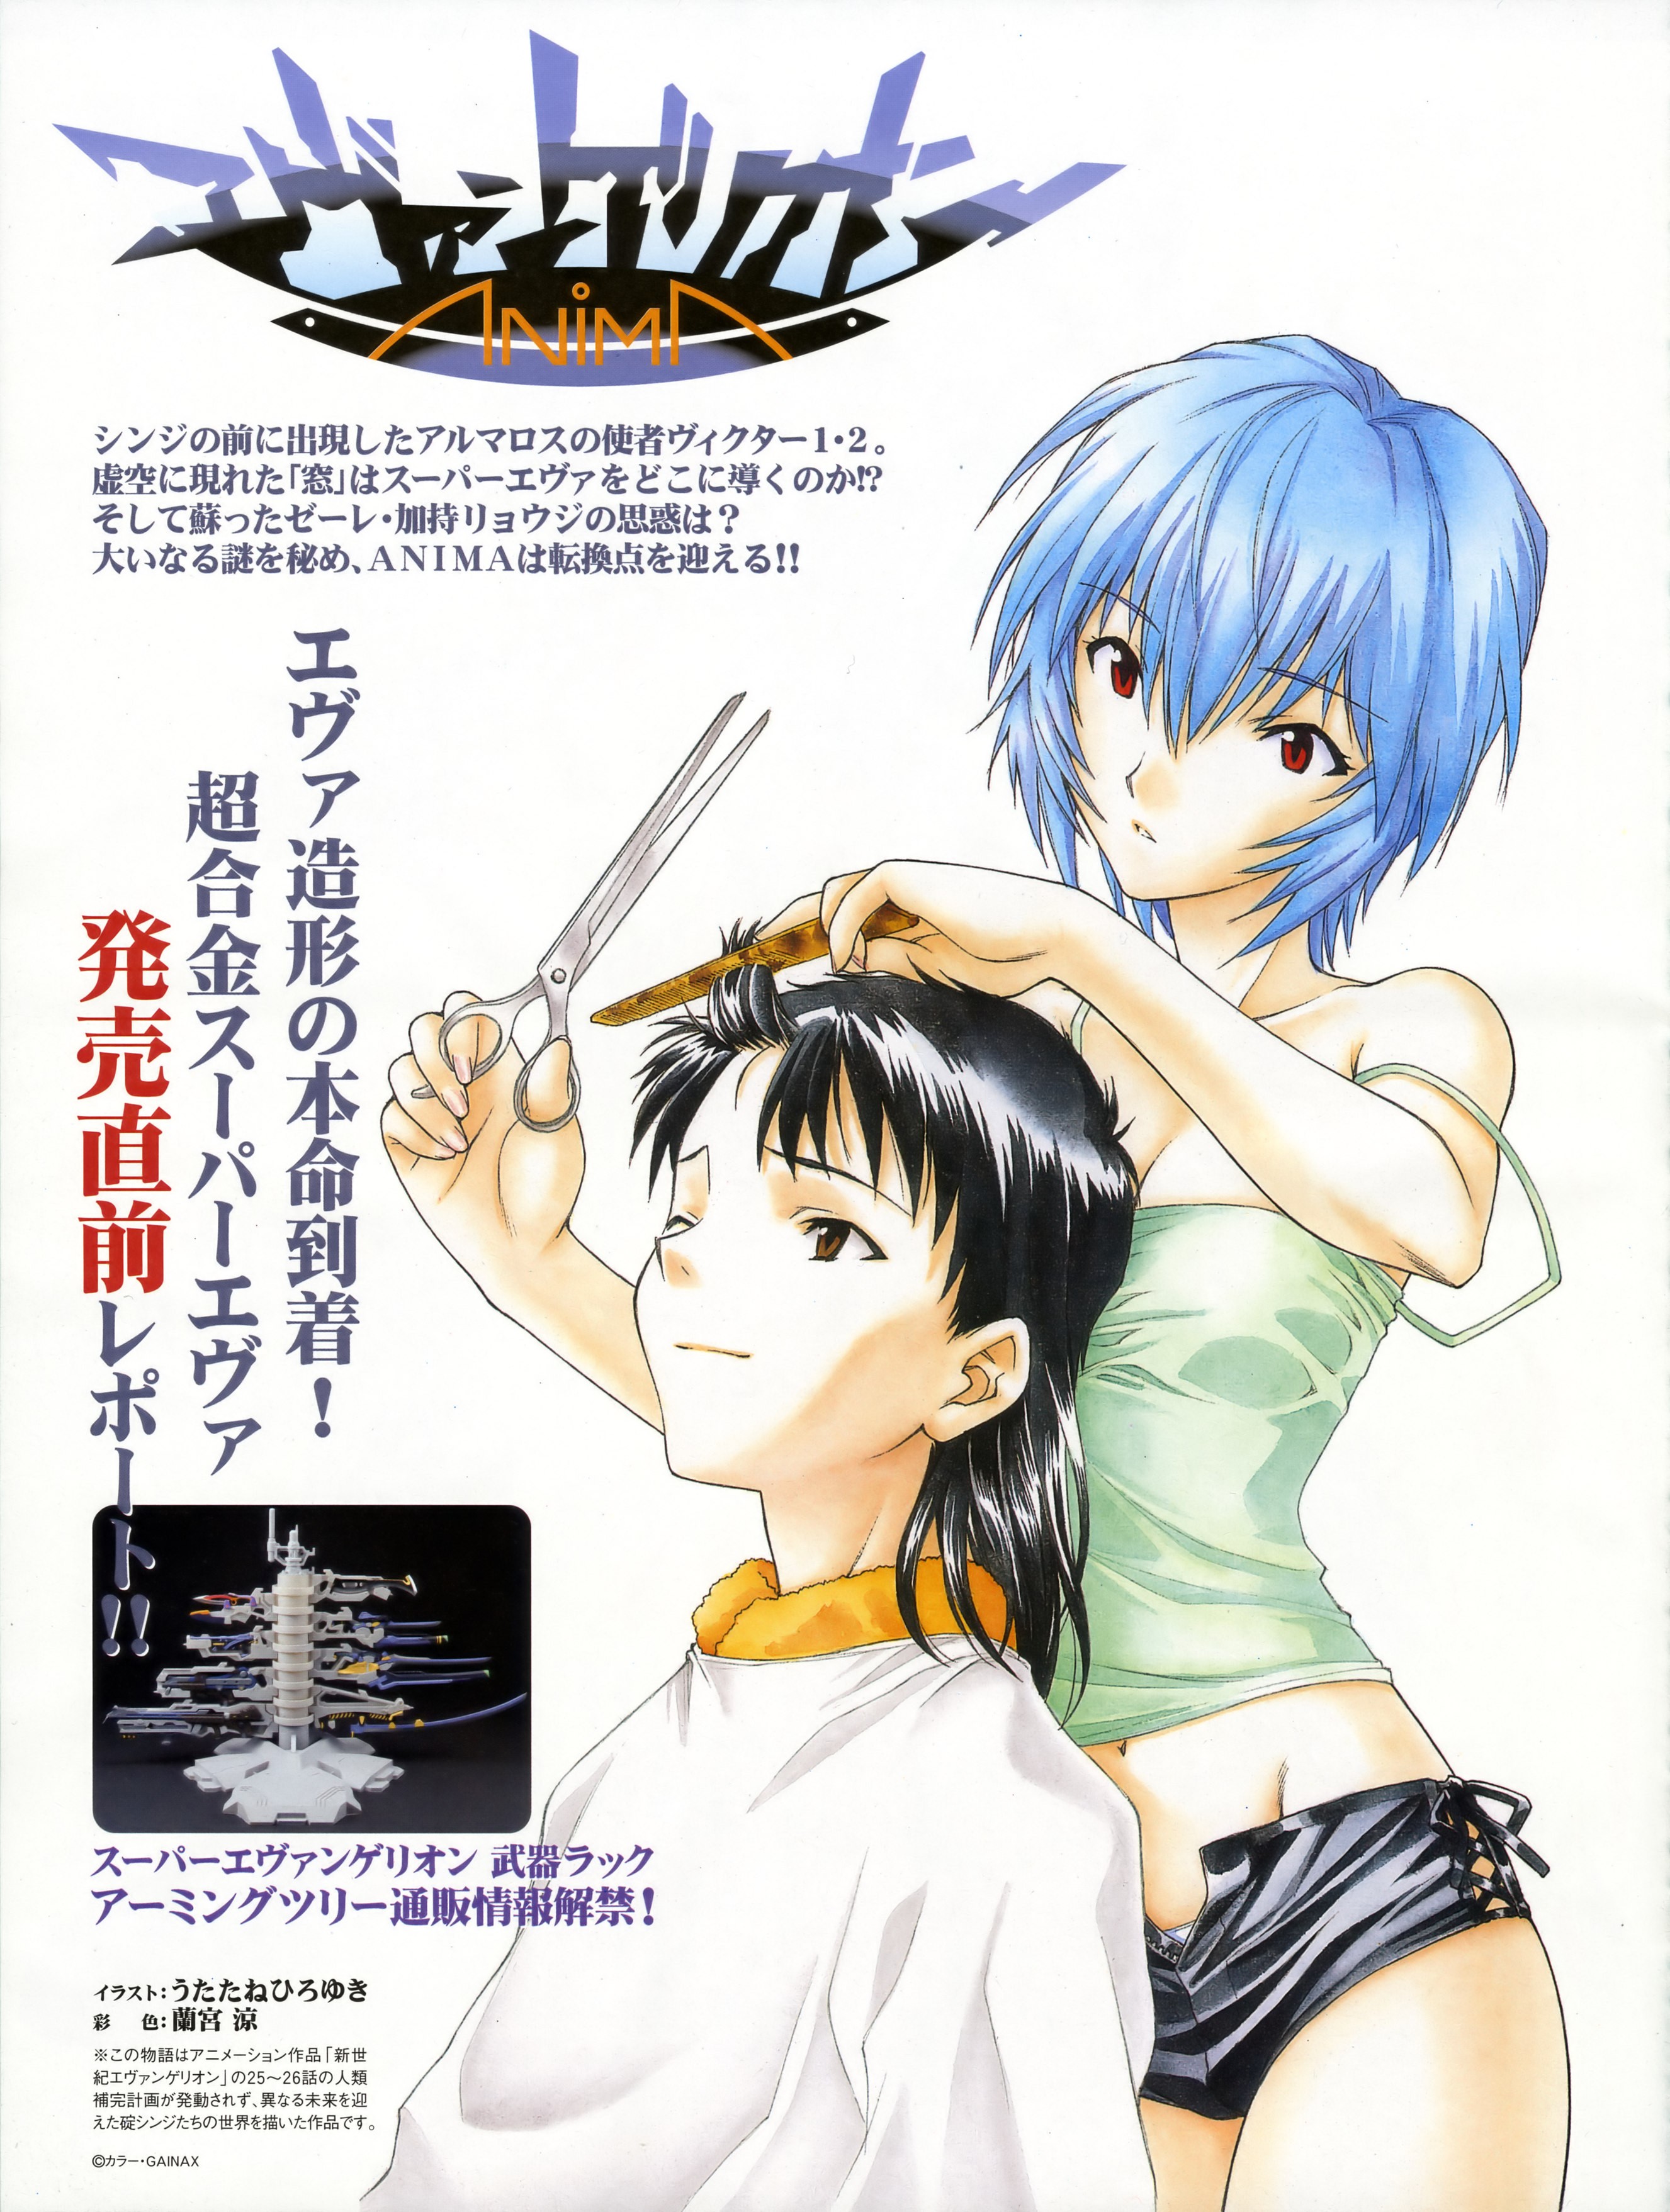 エヴァンゲリオン
ANIMA
シンジの前に出現したアルマロスの使者ヴィクター1・2。
虚空に現れた「窓」はスーパーエヴァをどこに導くのか!?
そして蘇ったゼーレ・加持リョウジの思惑は？
大いなる謎を秘め、ANIMAは転換点を迎える!!
エヴァ造形の本命到着！
超合金スーパーエヴァ
発売直前レポート!!
スーパーエヴァンゲリオン 武器ラック
アーミングツリー通販情報解禁！
イラスト：うたたねひろゆき
彩　色：蘭宮 涼
※この物語はアニメーション作品「新世
紀エヴァンゲリオン」の25～26話の人類
補完計画が発動されず、異なる未来を迎
えた碇シンジたちの世界を描いた作品です。
©カラー・GAINAX